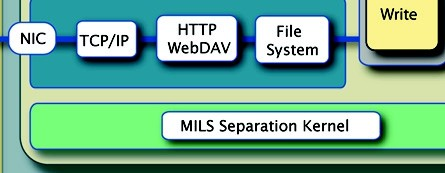 NIC
TCP/IP
HTTP
WebDAV
File
System
Write
MILS Separation Kernel